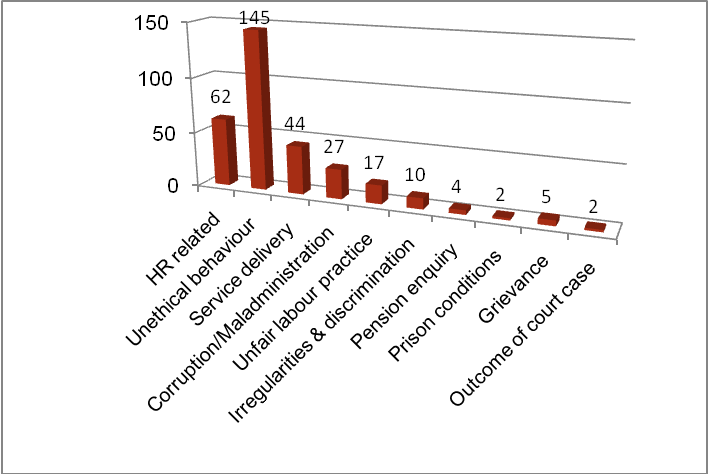 150
100
50
0
62
145
44
27
17
10
4
2
5
2
HR related
Unethical behaviour
Service delivery
Corruption/Maladministration
Unfair labour practice
Irregularities & discrimination
Pension enquiry
Prison conditions
Grievance
Outcome of court case